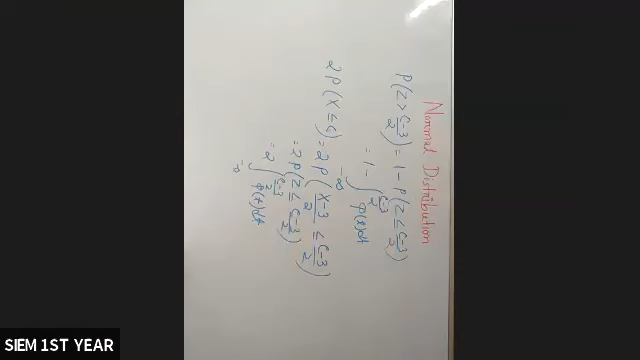 Normal Distribution
P(Z > (c-3)/2) = 1 - P(Z ≤ (c-3)/2)
= 1 - ∫_{-∞}^{(c-3)/2} φ(t)dt
2P(X ≤ c) = 2P((X-3)/2 ≤ (c-3)/2)
= 2P(Z ≤ (c-3)/2)
= 2 ∫_{-∞}^{(c-3)/2} φ(t)dt
SIEM 1ST YEAR